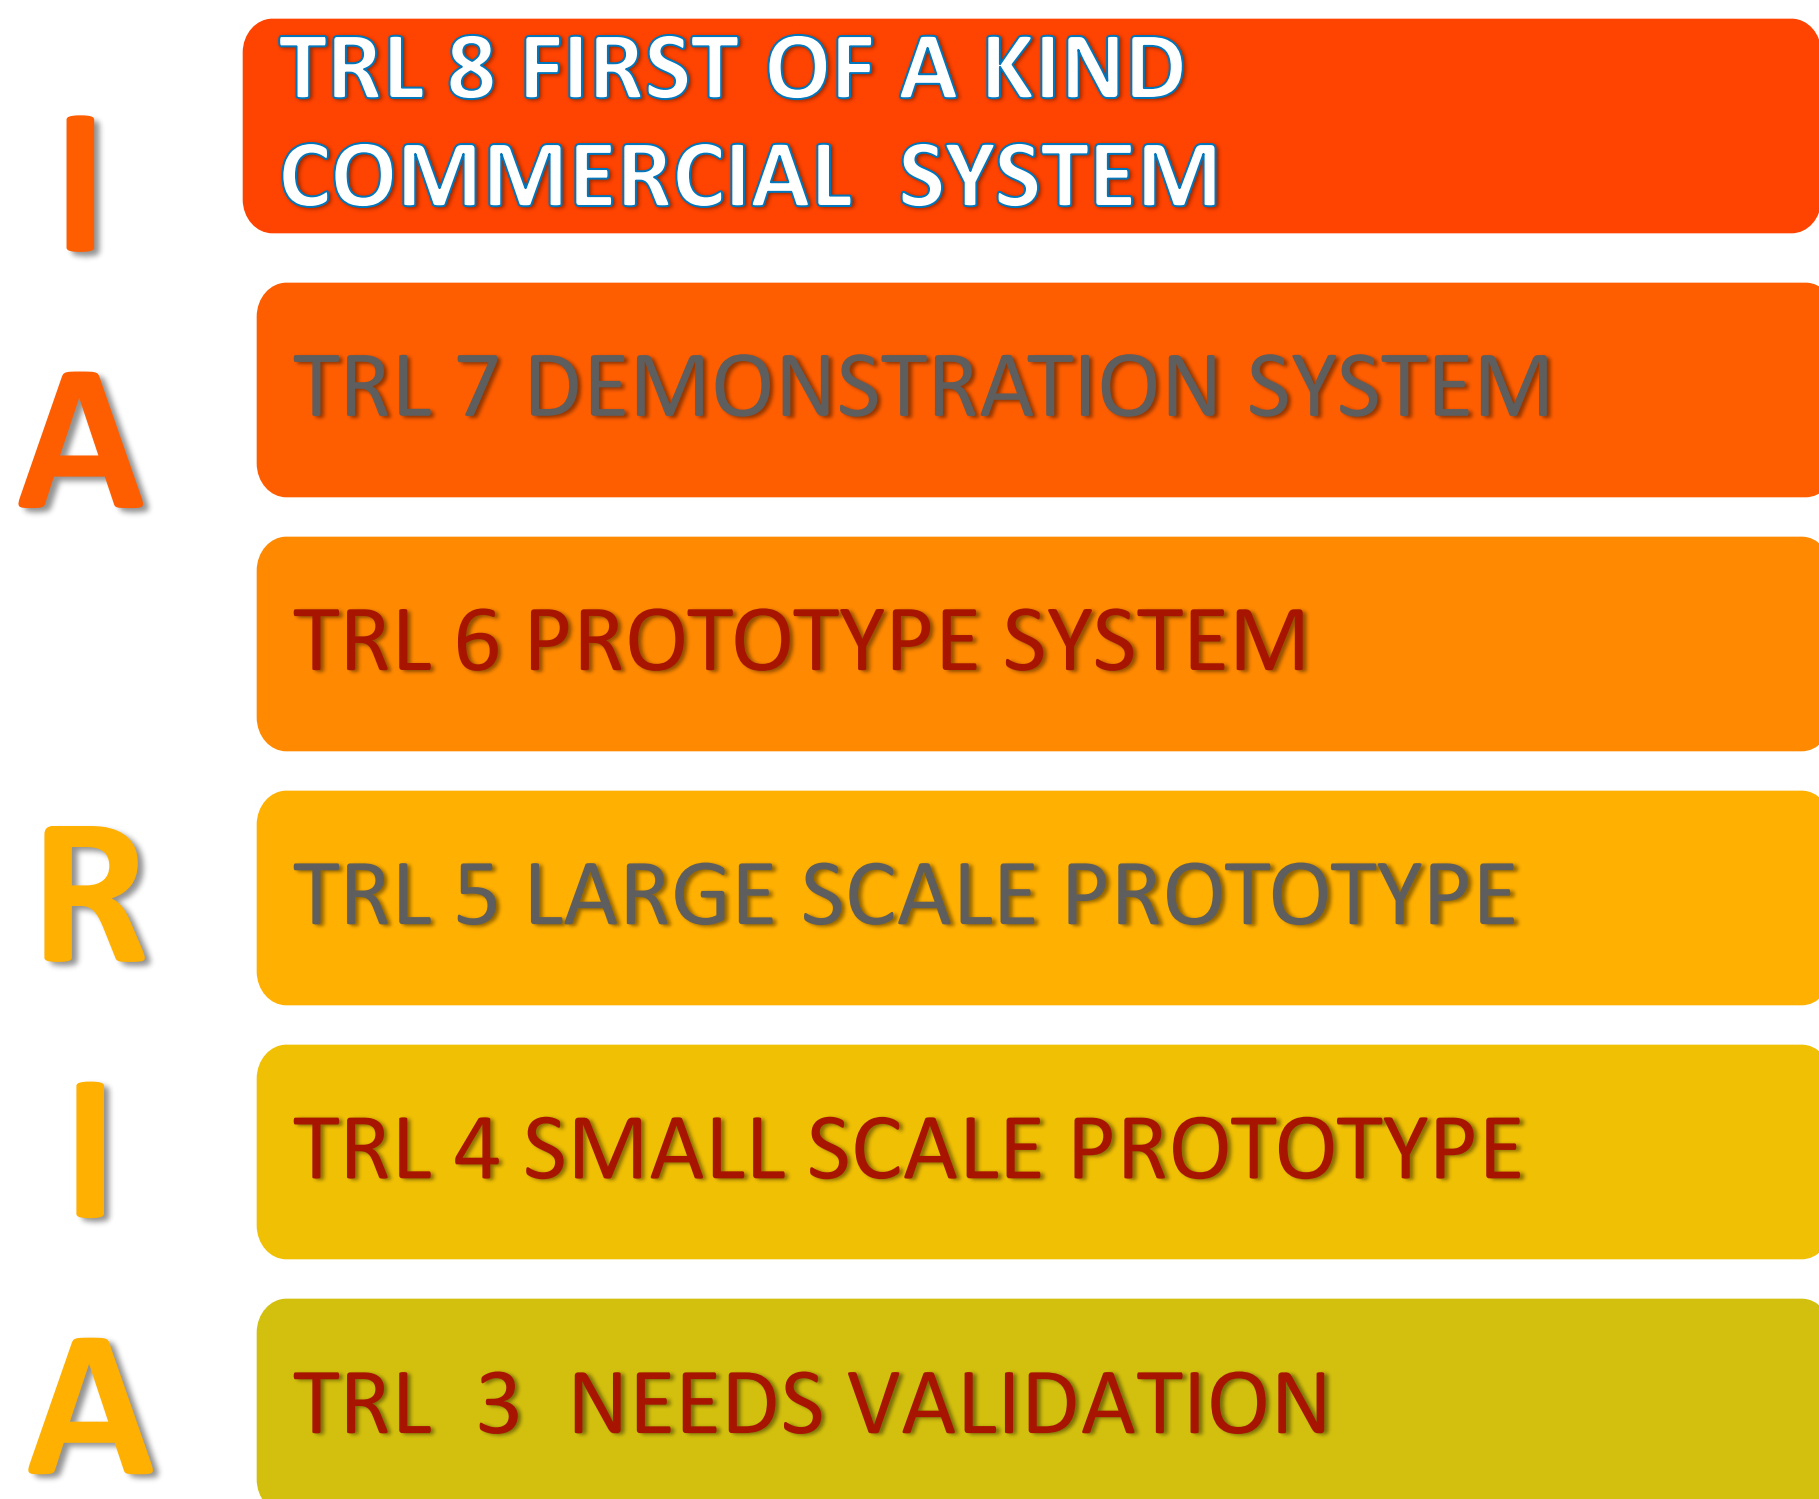 I
TRL 8 FIRST OF A KIND
COMMERCIAL SYSTEM
A
TRL 7 DEMONSTRATION SYSTEM
TRL 6 PROTOTYPE SYSTEM
R
TRL 5 LARGE SCALE PROTOTYPE
I
TRL 4 SMALL SCALE PROTOTYPE
A
TRL 3 NEEDS VALIDATION